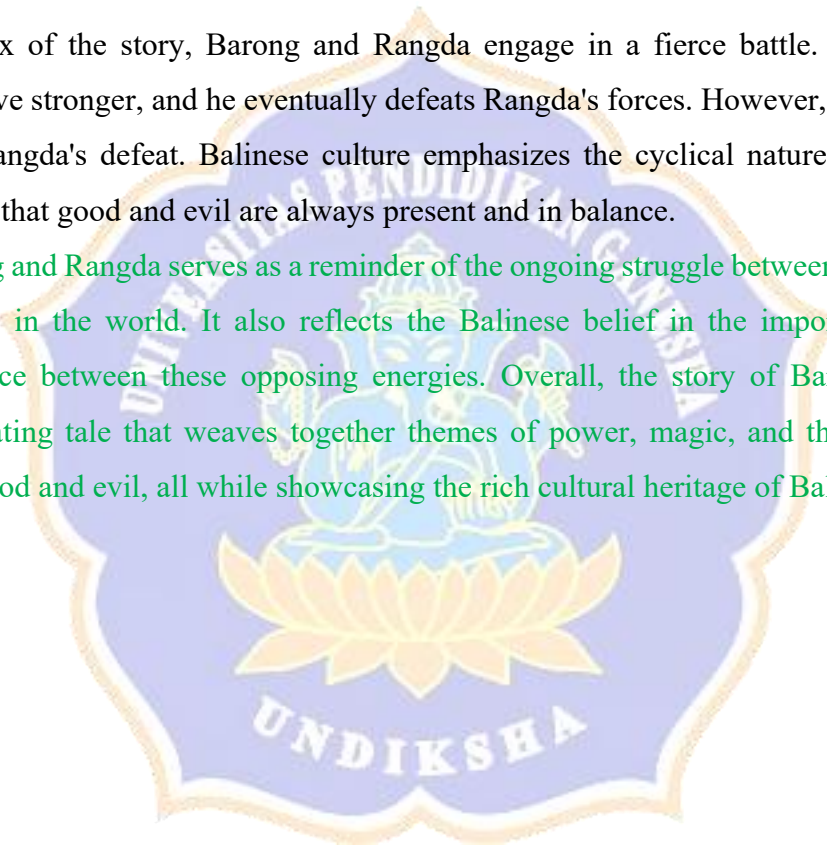 x of the story, Barong and Rangda engage in a fierce battle.
ve stronger, and he eventually defeats Rangda's forces. However,
angda's defeat. Balinese culture emphasizes the cyclical nature
that good and evil are always present and in balance.
g and Rangda serves as a reminder of the ongoing struggle between
in the world. It also reflects the Balinese belief in the impo
ce between these opposing energies. Overall, the story of Ba
ating tale that weaves together themes of power, magic, and th
od and evil, all while showcasing the rich cultural heritage of Ba
UNIVERSITAS PENDIDIKAN GANESHA
UNDIKSHA